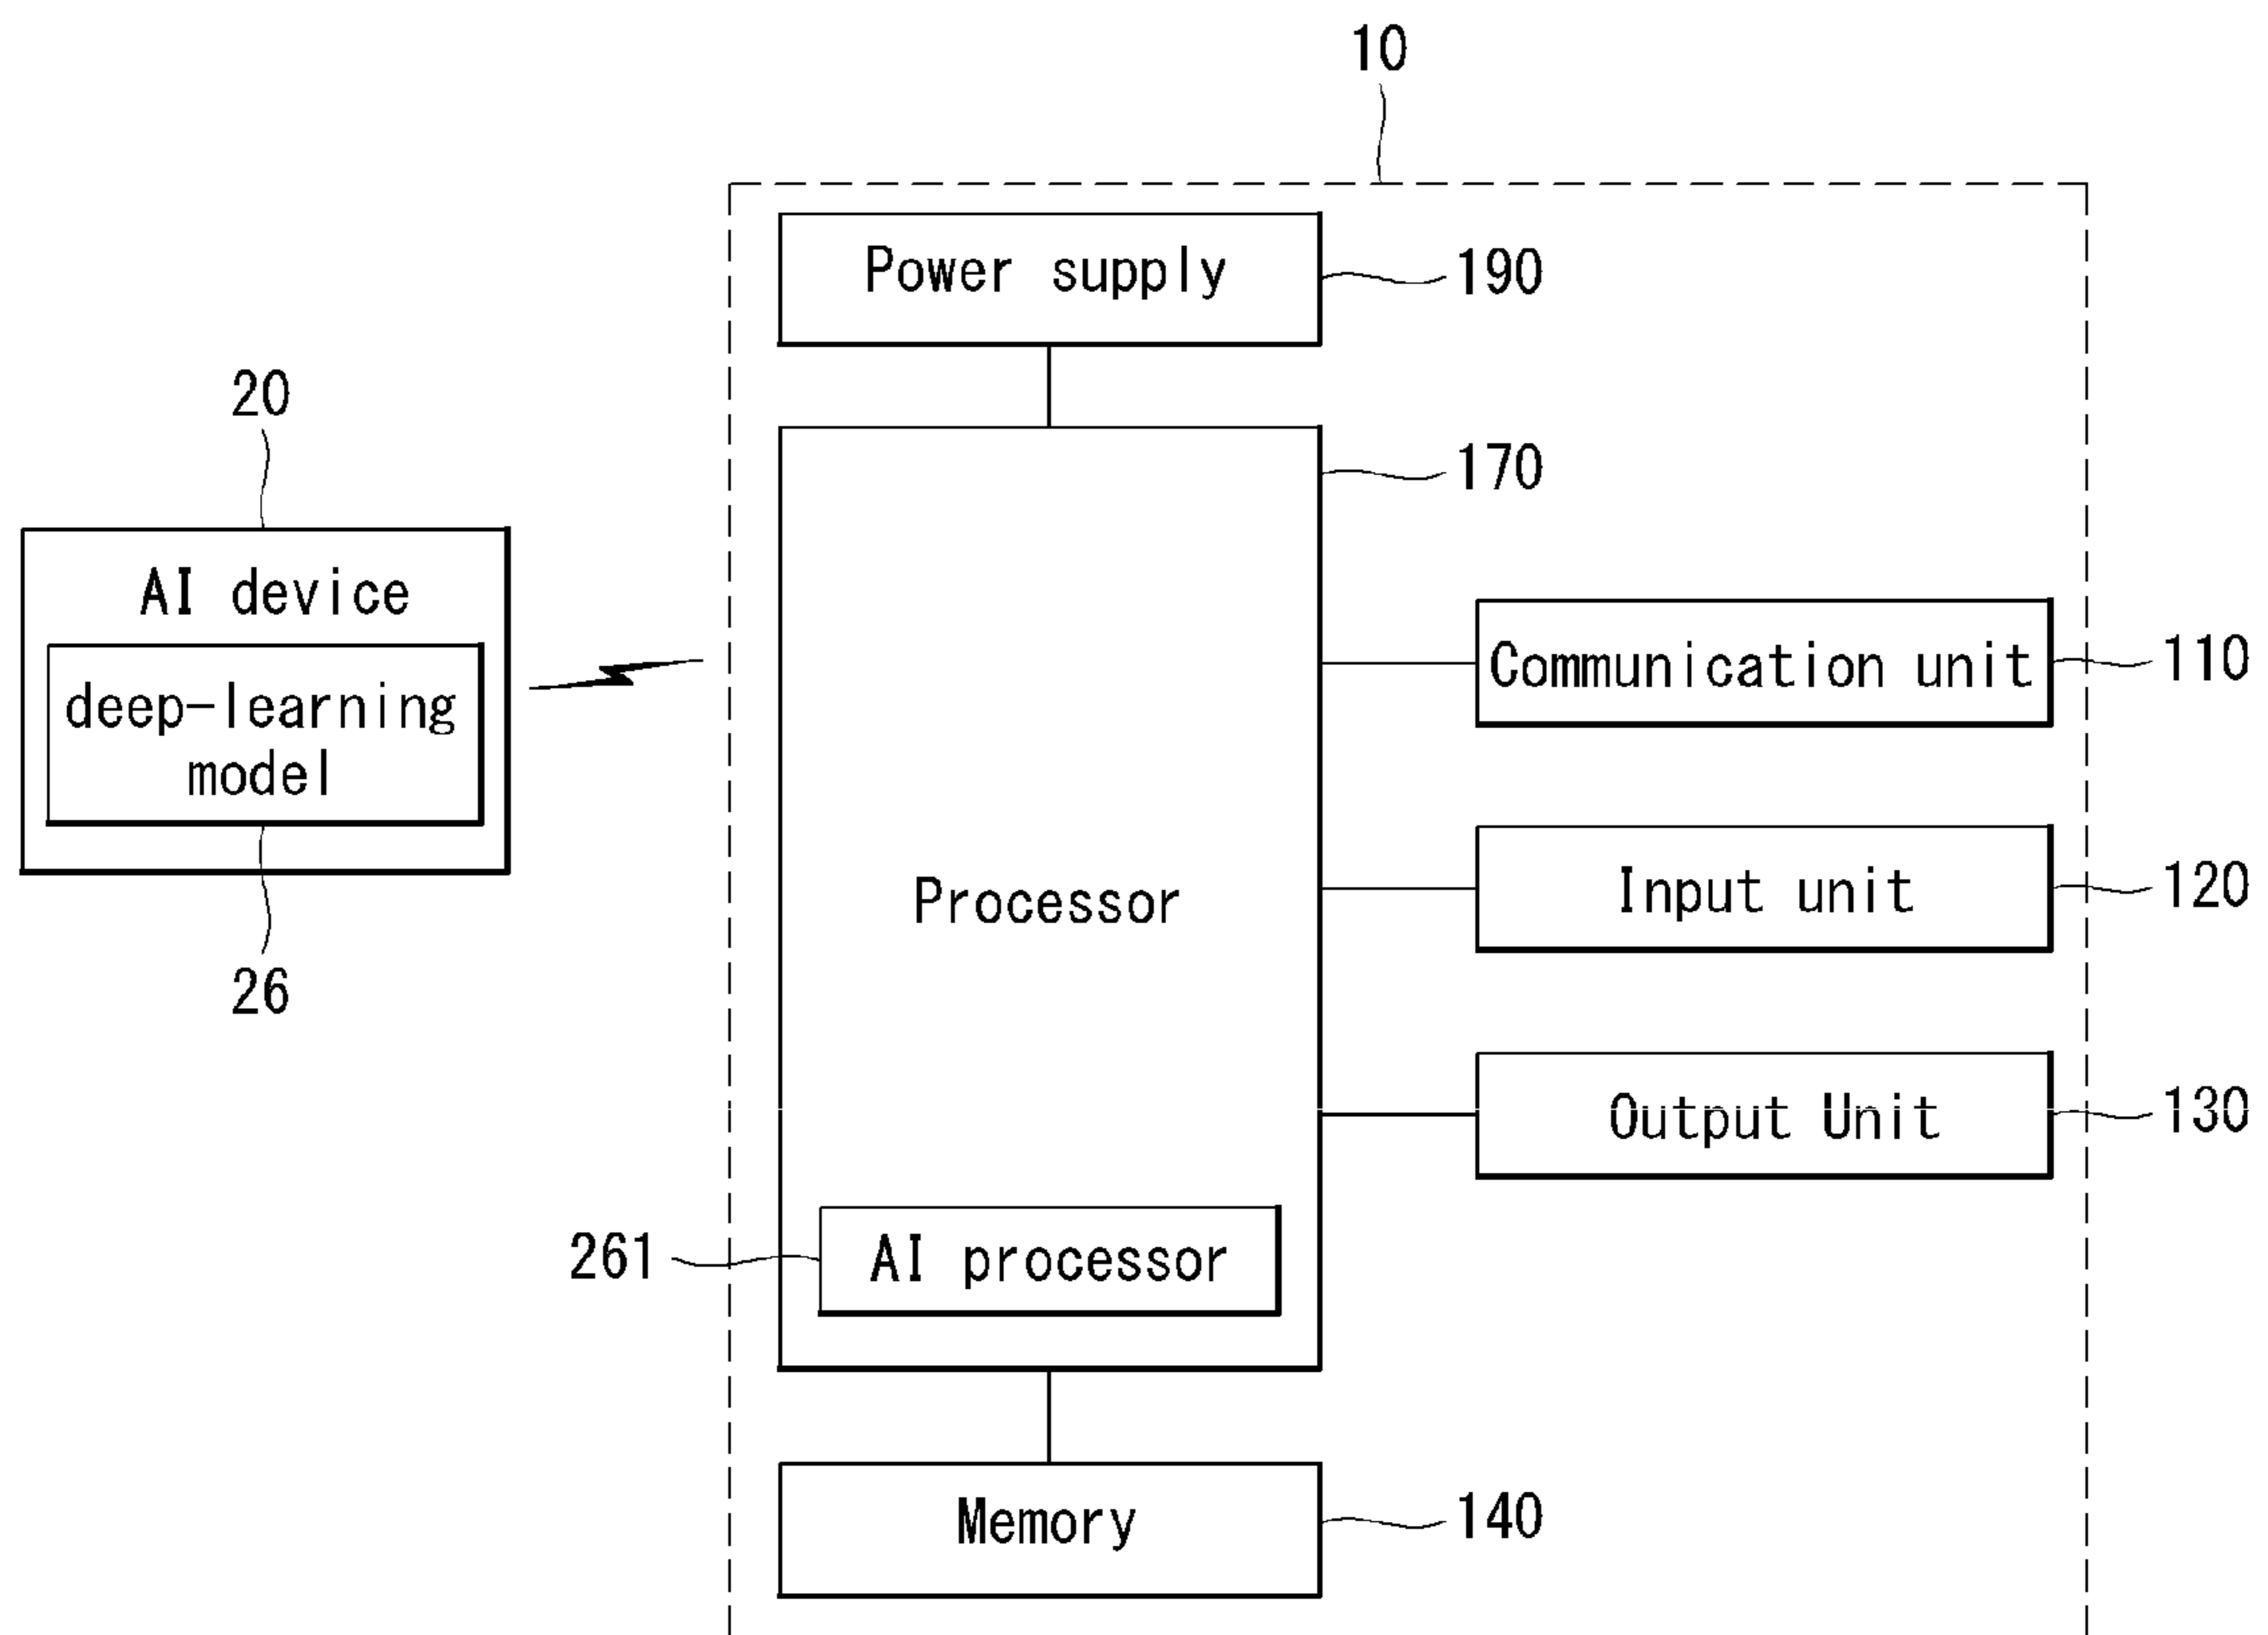 10
Power supply
190
20
170
AI device
deep-learning
model
26
Communication unit
110
Processor
Input unit
120
Output Unit
130
261
AI processor
Memory
140